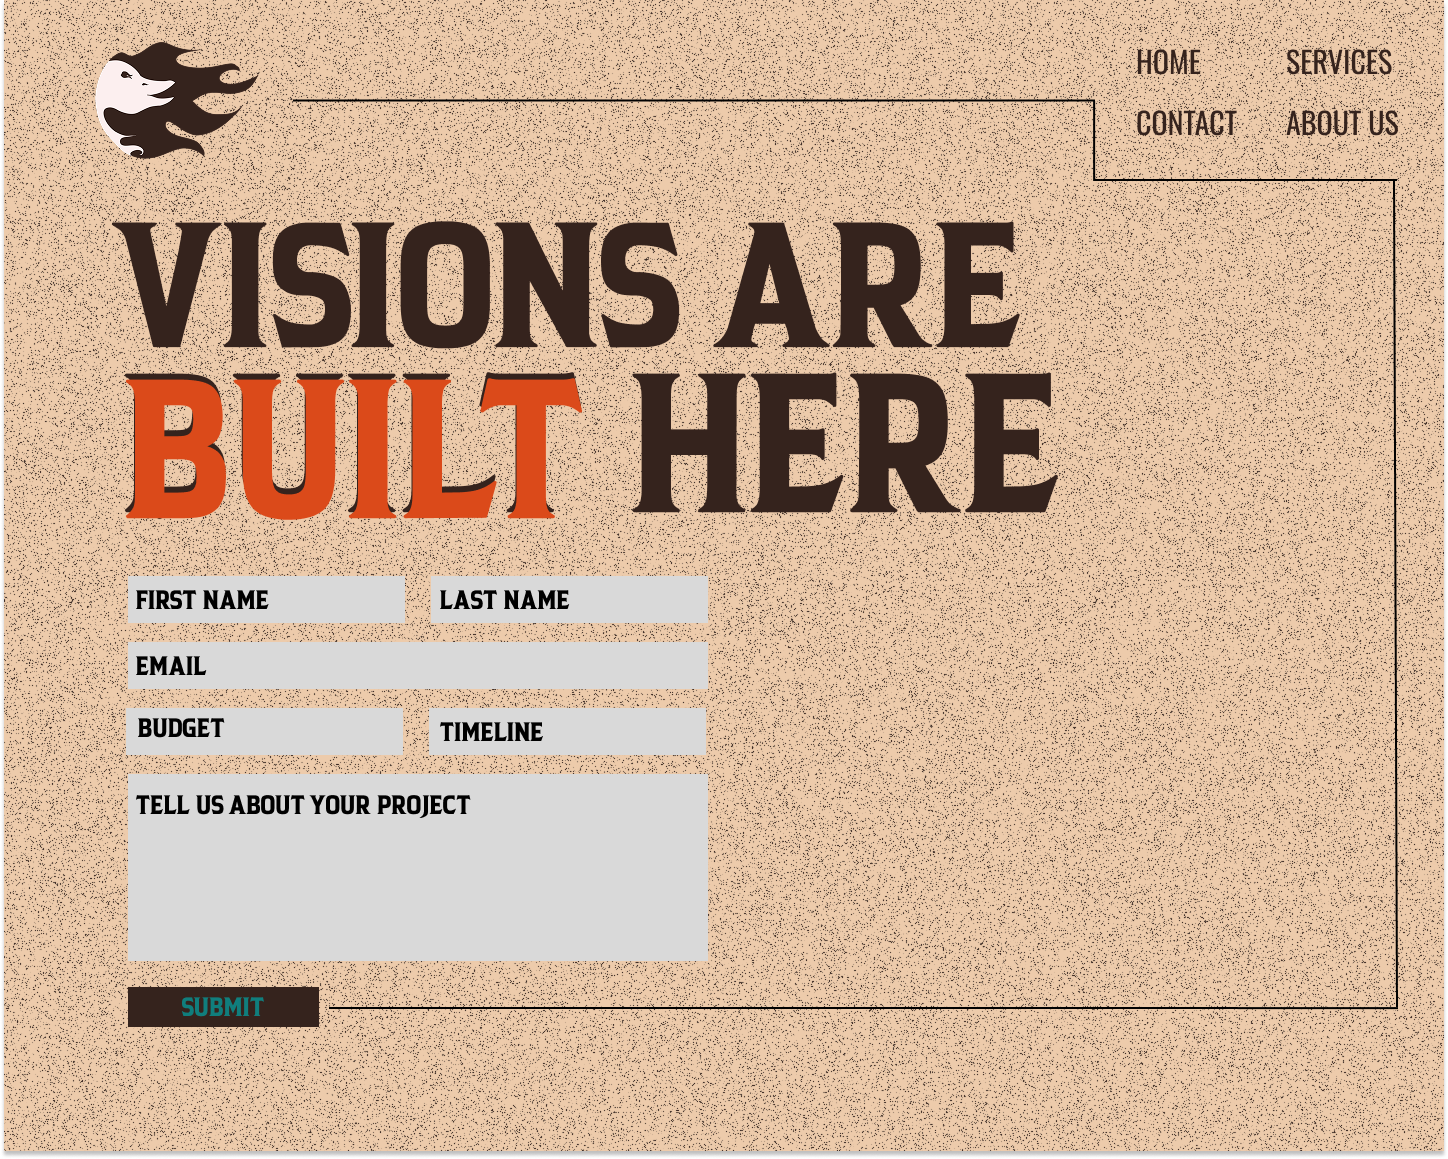 HOME SERVICES
CONTACT ABOUT US
VISIONS ARE
BUILT HERE
FIRST NAME LAST NAME
EMAIL
BUDGET TIMELINE
TELL US ABOUT YOUR PROJECT
SUBMIT